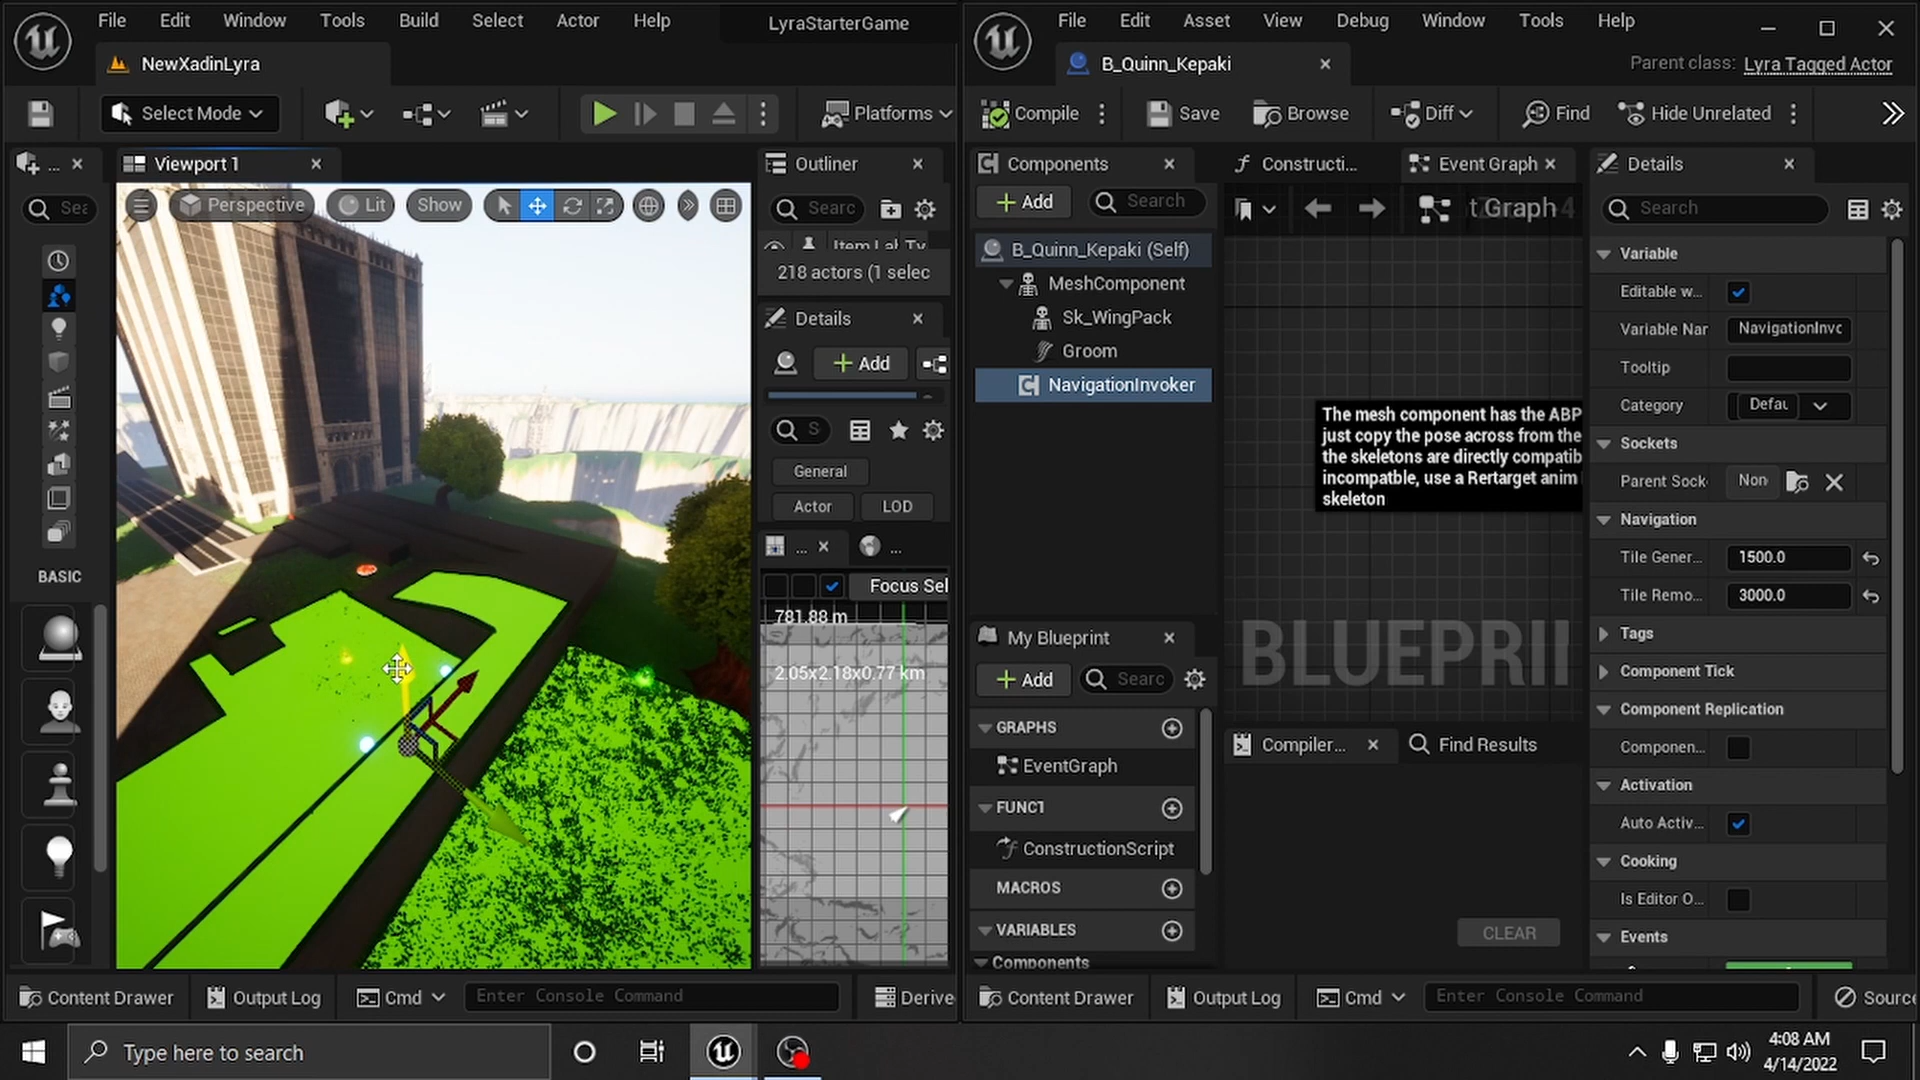 File Edit Window Tools Build Select Actor Help LyraStarterGame
NewXadinLyra
Select Mode
Platforms
...
Viewport 1
Sea
Perspective
Lit
Show
BASIC
Outliner
Searc
Item Lal Ty
218 actors (1 selec
Details
Add
S
General
Actor
LOD
...
...
Focus Sel
781.88 m
2.05x2.18x0.77 km
Content Drawer
Output Log
Cmd
Enter Console Command
Derive
File Edit Asset View Debug Window Tools Help
B_Quinn_Kepaki
Parent class: Lyra Tagged Actor
Compile
Save
Browse
Diff
Find
Hide Unrelated
Components
Add
Search
B_Quinn_Kepaki (Self)
MeshComponent
Sk_WingPack
Groom
NavigationInvoker
My Blueprint
Add
Searc
GRAPHS
EventGraph
FUNCT
ConstructionScript
MACROS
VARIABLES
Components
Constructi...
Event Graph
t Graph
The mesh component has the ABP
just copy the pose across from the
the skeletons are directly compatib
incompatble, use a Rertarget anim
skeleton
BLUEPRI
Compiler...
Find Results
CLEAR
Details
Search
Variable
Editable w...
Variable Nar NavigationInvc
Tooltip
Category Defau
Sockets
Parent Sock Non
Navigation
Tile Gener... 1500.0
Tile Remo... 3000.0
Tags
Component Tick
Component Replication
Componen...
Activation
Auto Activ...
Cooking
Is Editor O...
Events
Content Drawer
Output Log
Cmd
Enter Console Command
Source
Type here to search
4:08 AM
4/14/2022